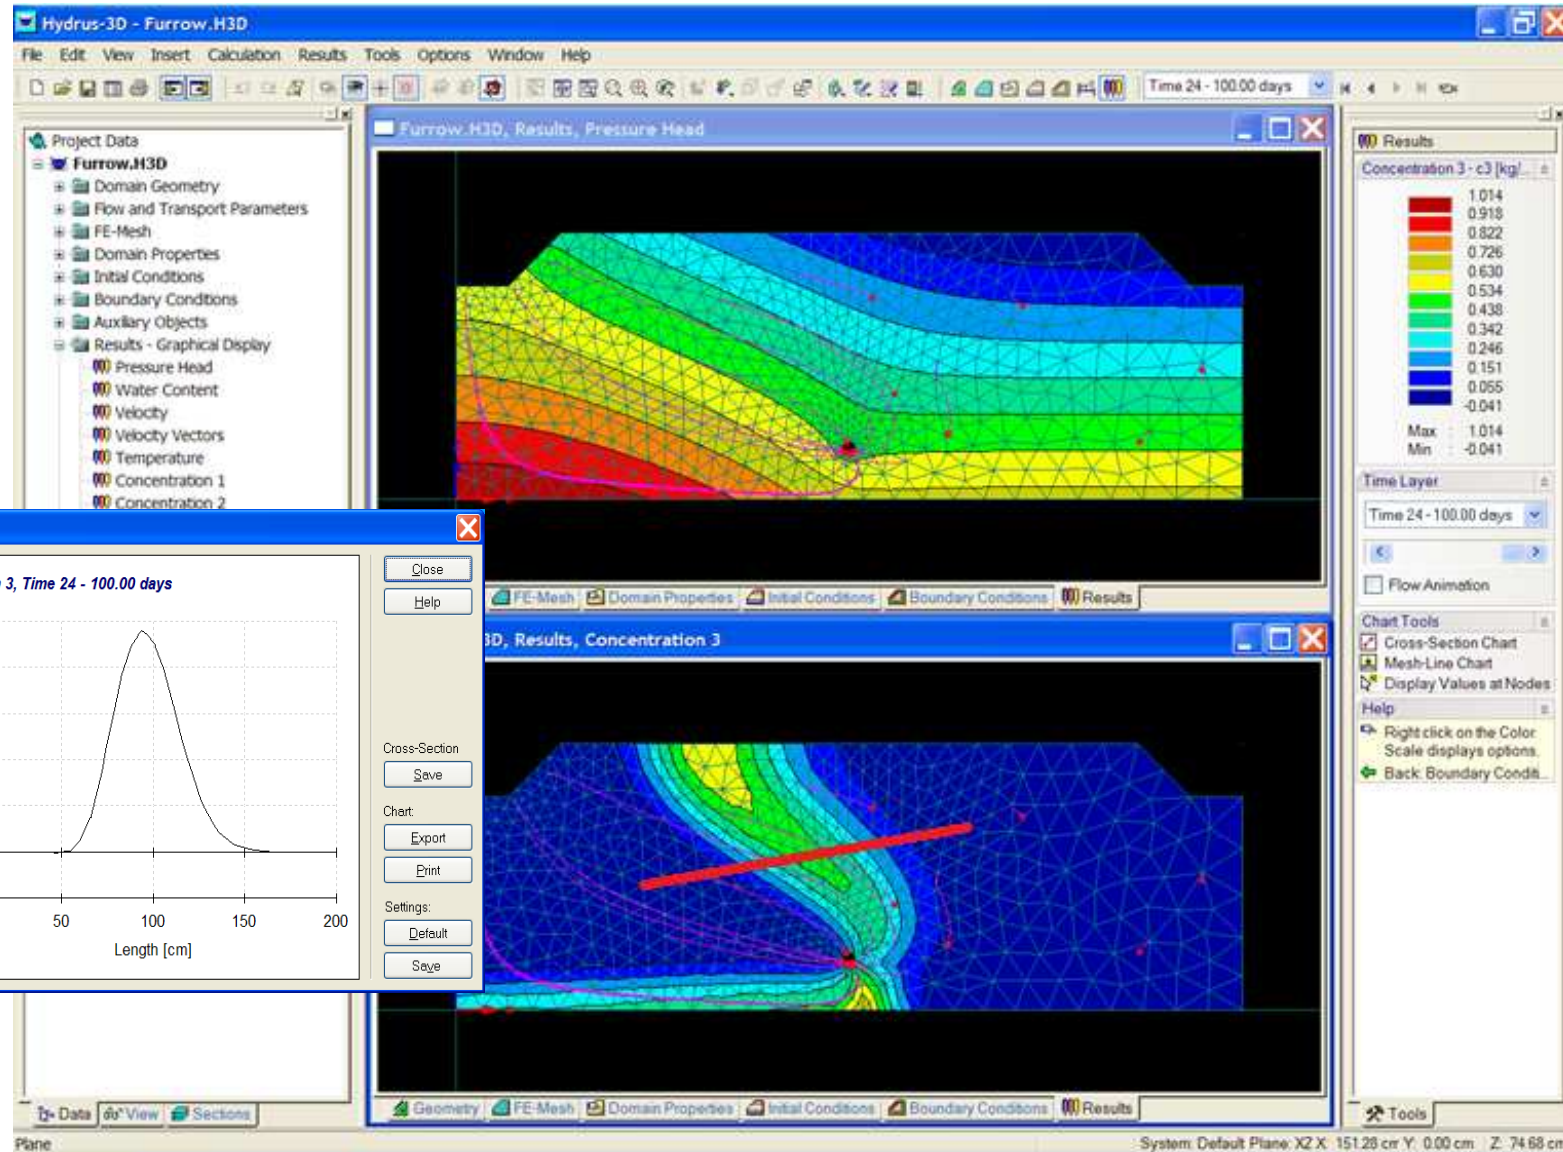 Hydrus-3D - Furrow.H3D
File Edit View Insert Calculation Results Tools Options Window Help
Time 24 - 100.00 days
Project Data
Furrow.H3D
Domain Geometry
Flow and Transport Parameters
FE-Mesh
Domain Properties
Initial Conditions
Boundary Conditions
Auxiliary Objects
Results - Graphical Display
Pressure Head
Water Content
Velocity
Velocity Vectors
Temperature
Concentration 1
Concentration 2
Furrow.H3D, Results, Pressure Head
FE-Mesh Domain Properties Initial Conditions Boundary Conditions Results
3, Time 24 - 100.00 days
50 100 150 200
Length [cm]
Close
Help
Cross-Section
Save
Chart:
Export
Print
Settings:
Default
Save
3D, Results, Concentration 3
Geometry FE-Mesh Domain Properties Initial Conditions Boundary Conditions Results
Data View Sections
Results
Concentration 3 - c3 [kg/...
1.014
0.918
0.822
0.726
0.630
0.534
0.438
0.342
0.246
0.151
0.055
-0.041
Max : 1.014
Min : -0.041
Time Layer
Time 24 - 100.00 days
Flow Animation
Chart Tools
Cross-Section Chart
Mesh-Line Chart
Display Values at Nodes
Help
Right click on the Color
Scale displays options.
Back: Boundary Conditi...
Tools
Plane
System: Default Plane: XZ X: 151.28 cm Y: 0.00 cm Z: 74.68 cm